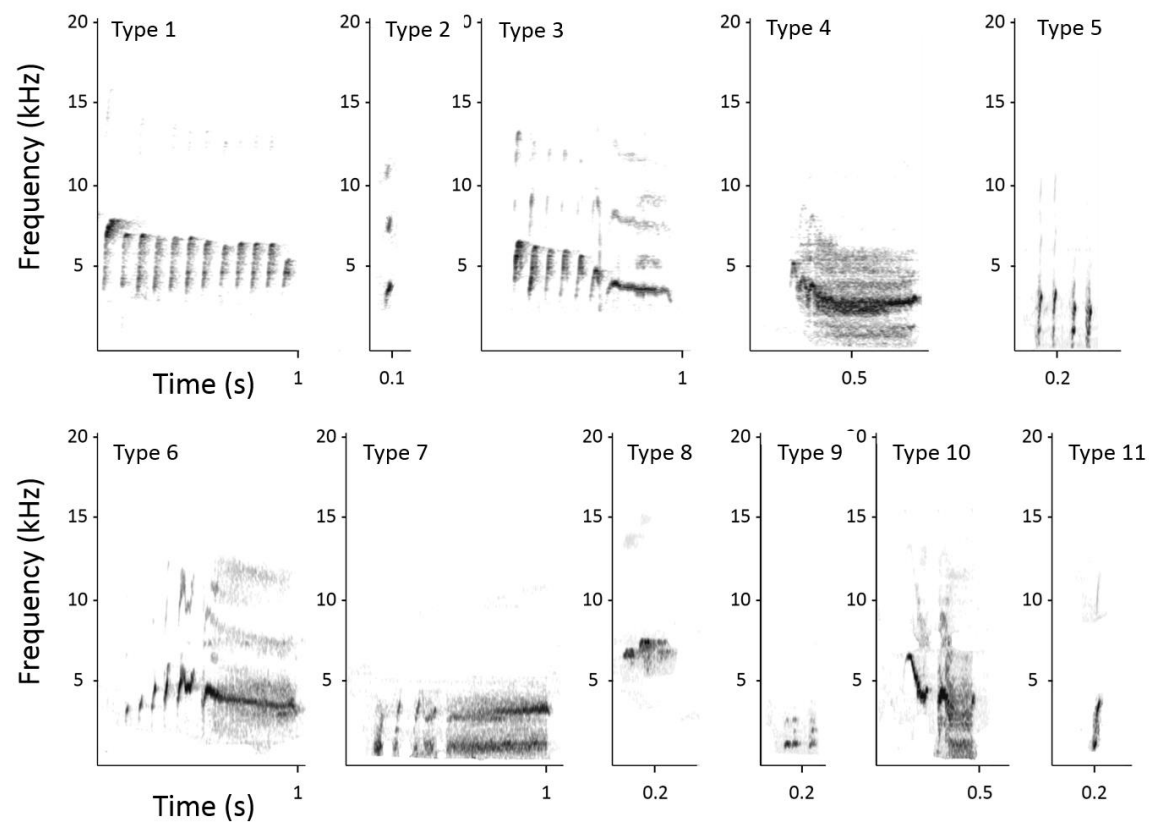 Frequency (kHz)
20 Type 1 20 Type 2 0 Type 3 20 Type 4 20 Type 5
15 15 15 15 15
10 10 10 10 10
5 5 5 5 5
Time (s) 1 0.1 1 0.5 0.2
Frequency (kHz)
20 Type 6 20 Type 7 20 Type 8 20 Type 9 0 Type 10 20 Type 11
15 15 15 15 15 15
10 10 10 10 10 10
5 5 5 5 5 5
Time (s) 1 1 0.2 0.2 0.5 0.2